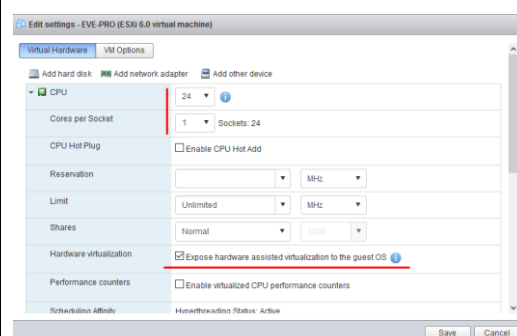 Edit settings - EVE-PRO (ESXi 6.0 virtual machine)
Virtual Hardware VM Options
Add hard disk Add network adapter Add other device
CPU 24
Cores per Socket 1 Sockets: 24
CPU Hot Plug Enable CPU Hot Add
Reservation MHz
Limit Unlimited MHz
Shares Normal 1000
Hardware virtualization Expose hardware assisted virtualization to the guest OS
Performance counters Enable virtualized CPU performance counters
Scheduling Affinity Hyperthreading Status: Active
Save Cancel